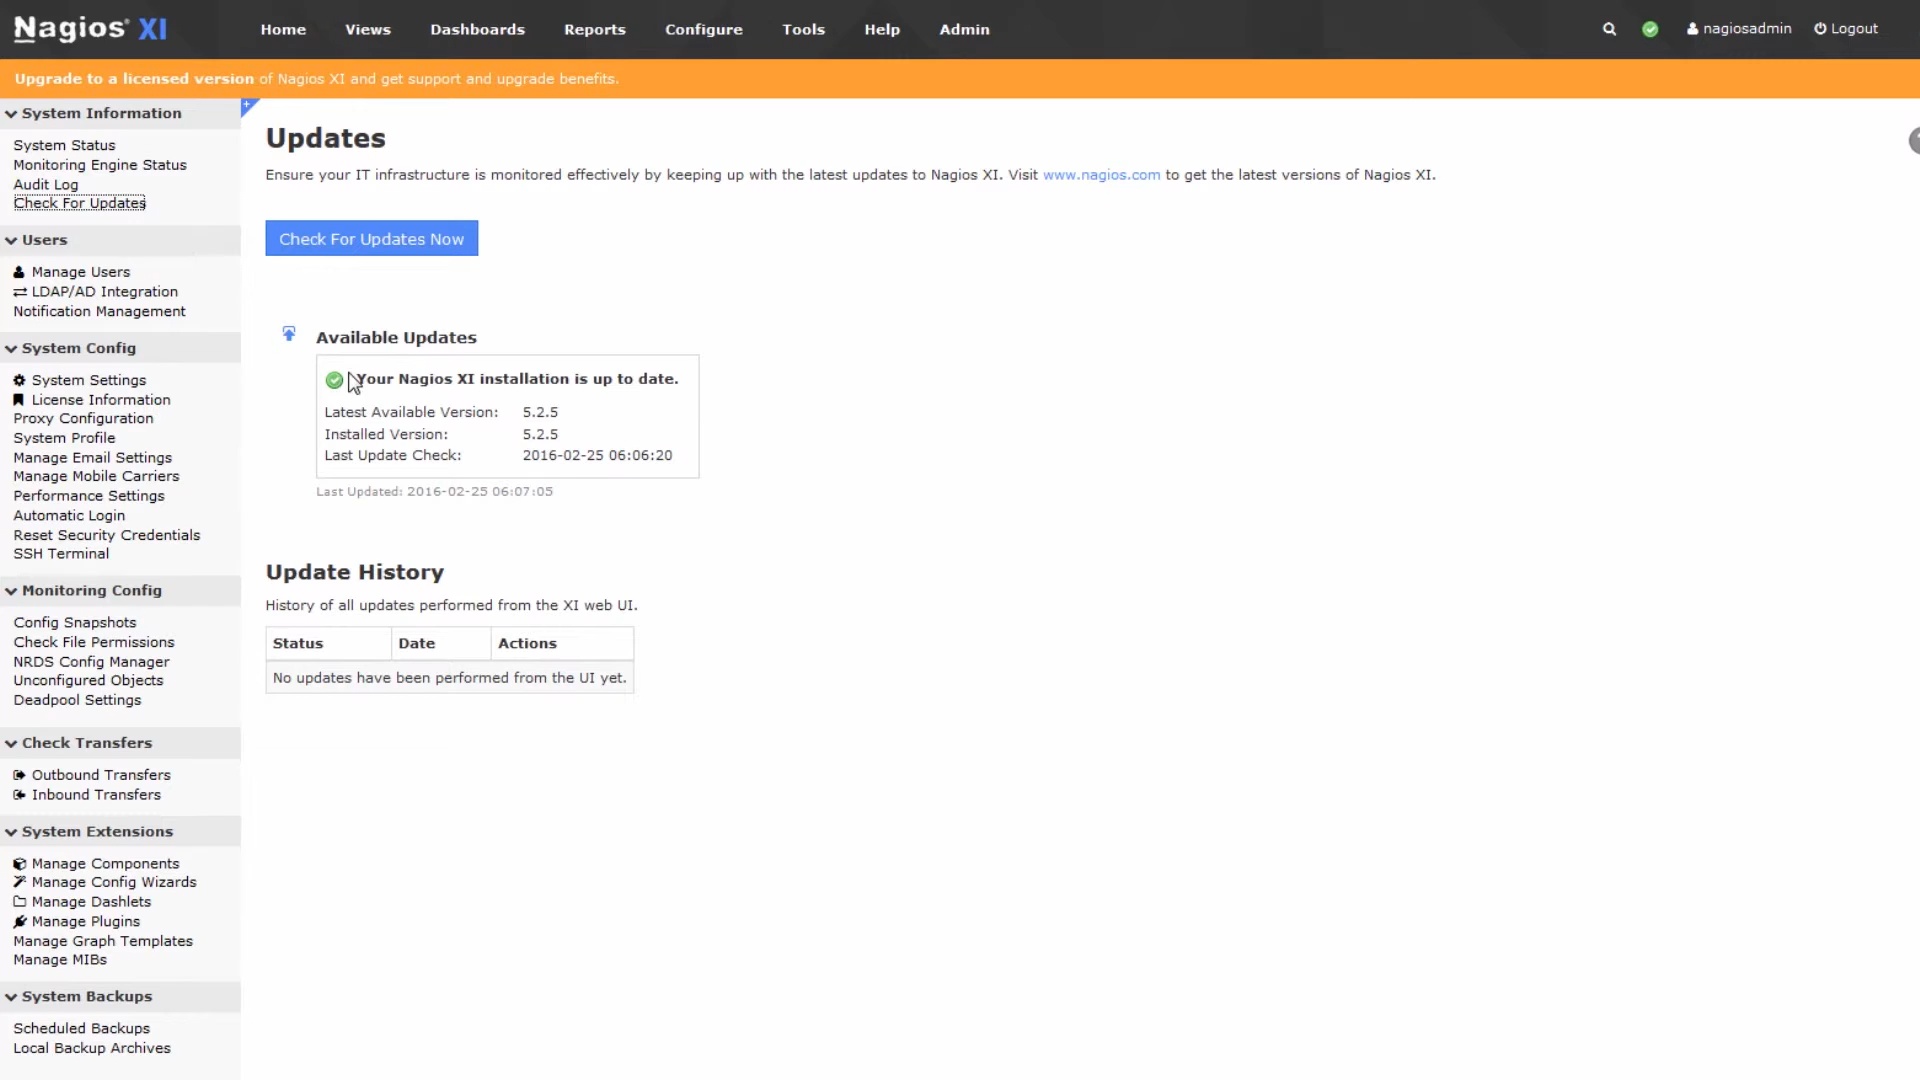 Nagios XI
Home Views Dashboards Reports Configure Tools Help Admin
nagiosadmin Logout
Upgrade to a licensed version of Nagios XI and get support and upgrade benefits.
System Information
System Status
Monitoring Engine Status
Audit Log
Check For Updates
Users
Manage Users
LDAP/AD Integration
Notification Management
System Config
System Settings
License Information
Proxy Configuration
System Profile
Manage Email Settings
Manage Mobile Carriers
Performance Settings
Automatic Login
Reset Security Credentials
SSH Terminal
Monitoring Config
Config Snapshots
Check File Permissions
NRDS Config Manager
Unconfigured Objects
Deadpool Settings
Check Transfers
Outbound Transfers
Inbound Transfers
System Extensions
Manage Components
Manage Config Wizards
Manage Dashlets
Manage Plugins
Manage Graph Templates
Manage MIBs
System Backups
Scheduled Backups
Local Backup Archives
Updates
Ensure your IT infrastructure is monitored effectively by keeping up with the latest updates to Nagios XI. Visit www.nagios.com to get the latest versions of Nagios XI.
Check For Updates Now
Available Updates
Your Nagios XI installation is up to date.
Latest Available Version: 5.2.5
Installed Version: 5.2.5
Last Update Check: 2016-02-25 06:06:20
Last Updated: 2016-02-25 06:07:05
Update History
History of all updates performed from the XI web UI.
Status Date Actions
No updates have been performed from the UI yet.